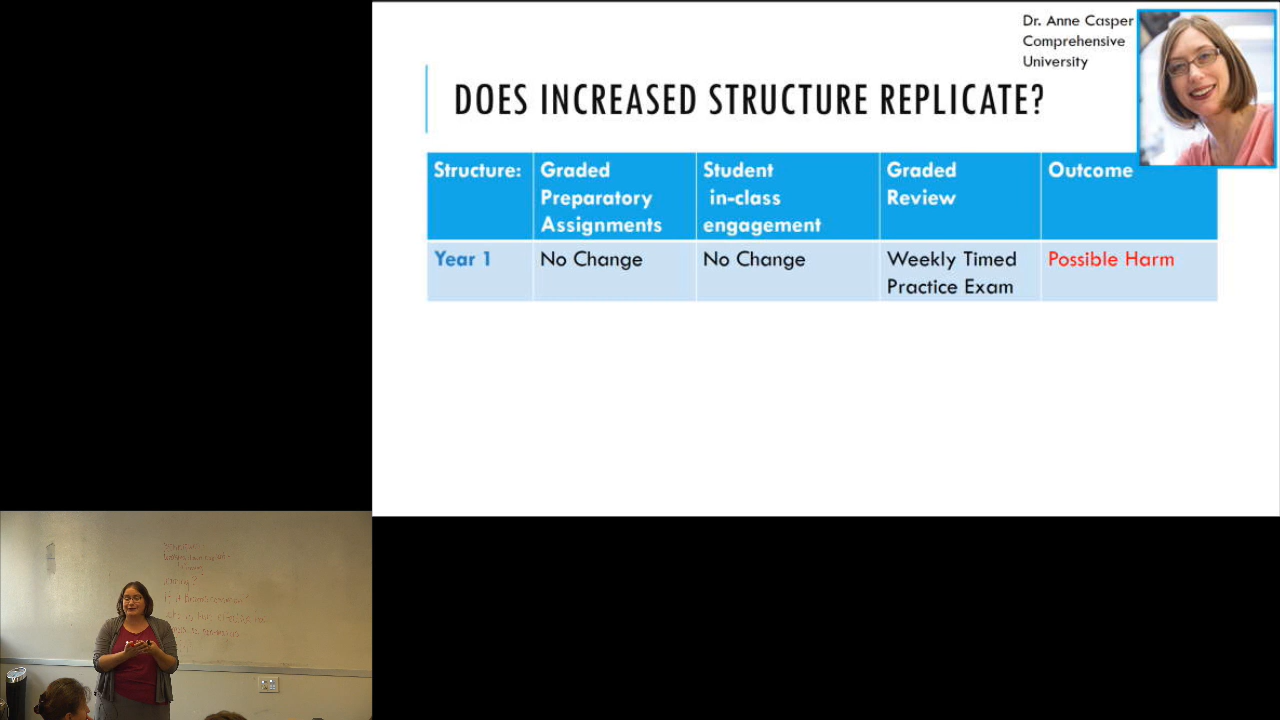 Dr. Anne Casper
Comprehensive
University
DOES INCREASED STRUCTURE REPLICATE?
Structure:
Graded
Preparatory
Assignments
Student
in-class
engagement
Graded
Review
Outcome
Year 1
No Change
No Change
Weekly Timed
Practice Exam
Possible Harm